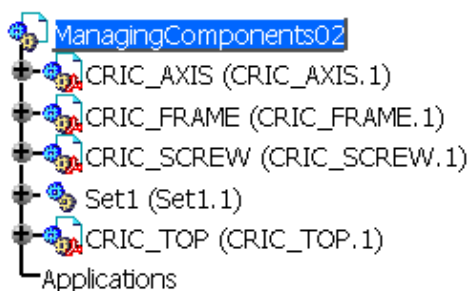 ManagingComponents02
CRIC_AXIS (CRIC_AXIS.1)
CRIC_FRAME (CRIC_FRAME.1)
CRIC_SCREW (CRIC_SCREW.1)
Set1 (Set1.1)
CRIC_TOP (CRIC_TOP.1)
Applications